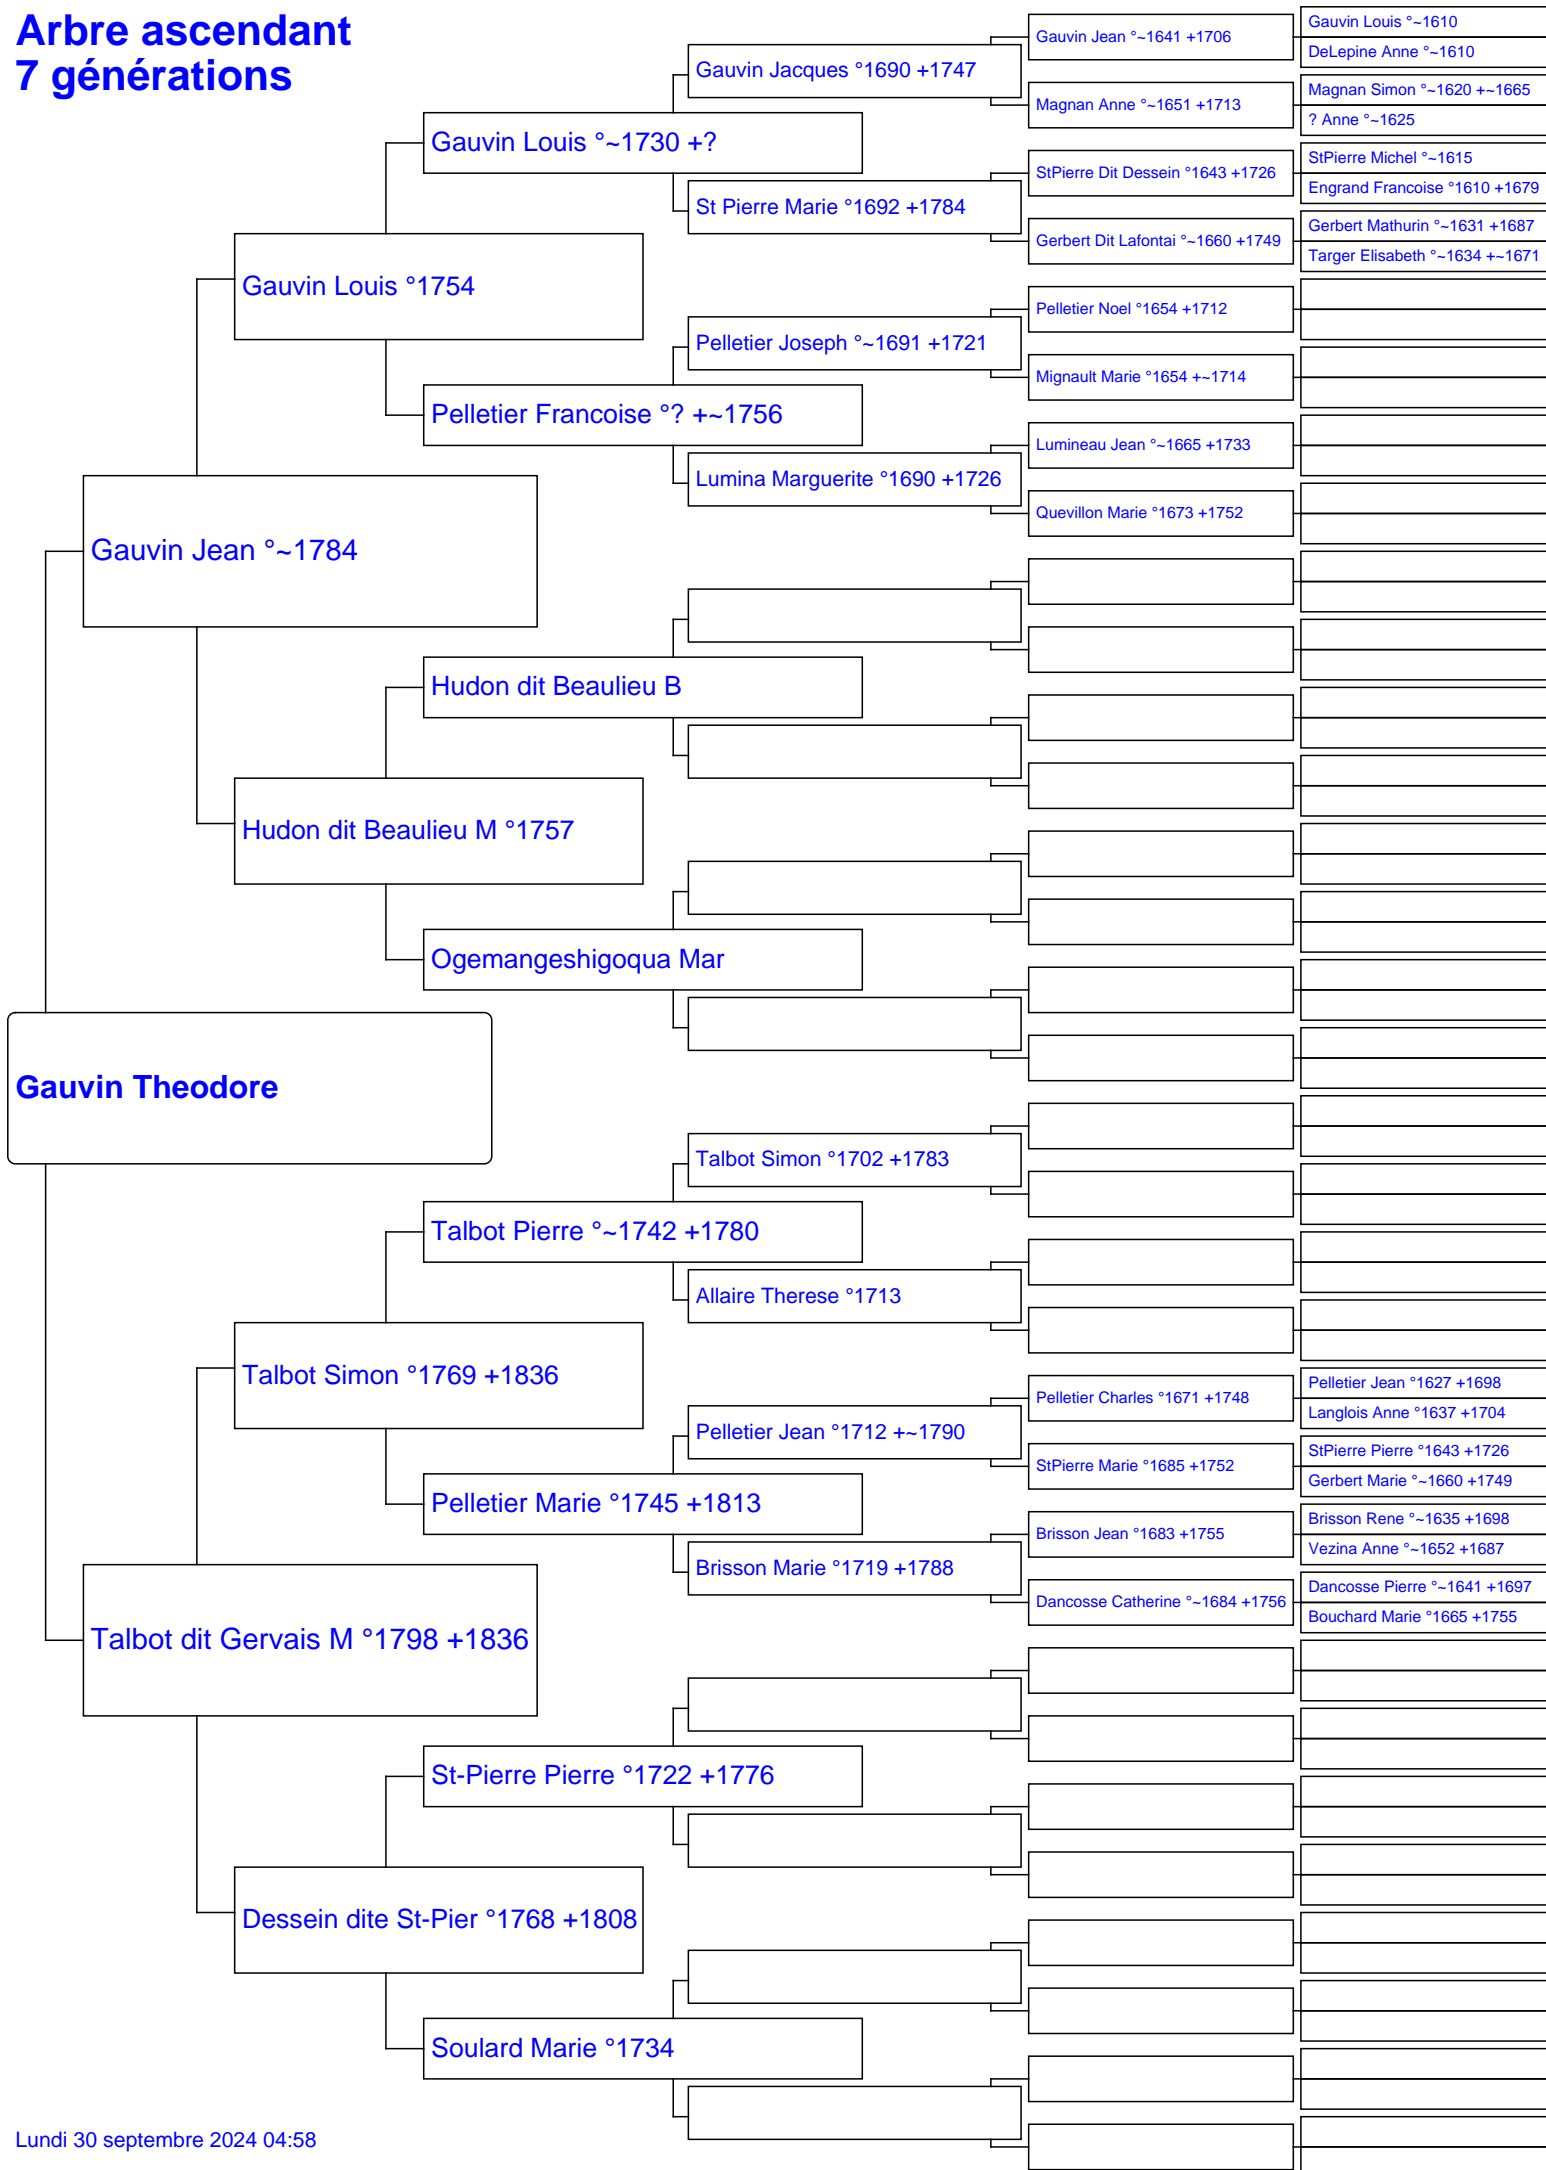 Arbre ascendant
7 générations
Gauvin Theodore
Gauvin Jean °~1784
Talbot dit Gervais M °1798 +1836
Gauvin Louis °1754
Hudon dit Beaulieu M °1757
Talbot Simon °1769 +1836
Dessein dite St-Pier °1768 +1808
Gauvin Louis °~1730 +?
Pelletier Francoise °? +~1756
Hudon dit Beaulieu B
Ogemangeshigoqua Mar
Talbot Pierre °~1742 +1780
Pelletier Marie °1745 +1813
St-Pierre Pierre °1722 +1776
Soulard Marie °1734
Gauvin Jacques °1690 +1747
St Pierre Marie °1692 +1784
Pelletier Joseph °~1691 +1721
Lumina Marguerite °1690 +1726
Talbot Simon °1702 +1783
Allaire Therese °1713
Pelletier Jean °1712 +~1790
Brisson Marie °1719 +1788
Gauvin Jean °~1641 +1706
Magnan Anne °~1651 +1713
StPierre Dit Dessein °1643 +1726
Gerbert Dit Lafontai °~1660 +1749
Pelletier Noel °1654 +1712
Mignault Marie °1654 +~1714
Lumineau Jean °~1665 +1733
Quevillon Marie °1673 +1752
Pelletier Charles °1671 +1748
StPierre Marie °1685 +1752
Brisson Jean °1683 +1755
Dancosse Catherine °~1684 +1756
Gauvin Louis °~1610
DeLepine Anne °~1610
Magnan Simon °~1620 +~1665
? Anne °~1625
StPierre Michel °~1615
Engrand Francoise °1610 +1679
Gerbert Mathurin °~1631 +1687
Targer Elisabeth °~1634 +~1671
Pelletier Jean °1627 +1698
Langlois Anne °1637 +1704
StPierre Pierre °1643 +1726
Gerbert Marie °~1660 +1749
Brisson Rene °~1635 +1698
Vezina Anne °~1652 +1687
Dancosse Pierre °~1641 +1697
Bouchard Marie °1665 +1755
Lundi 30 septembre 2024 04:58